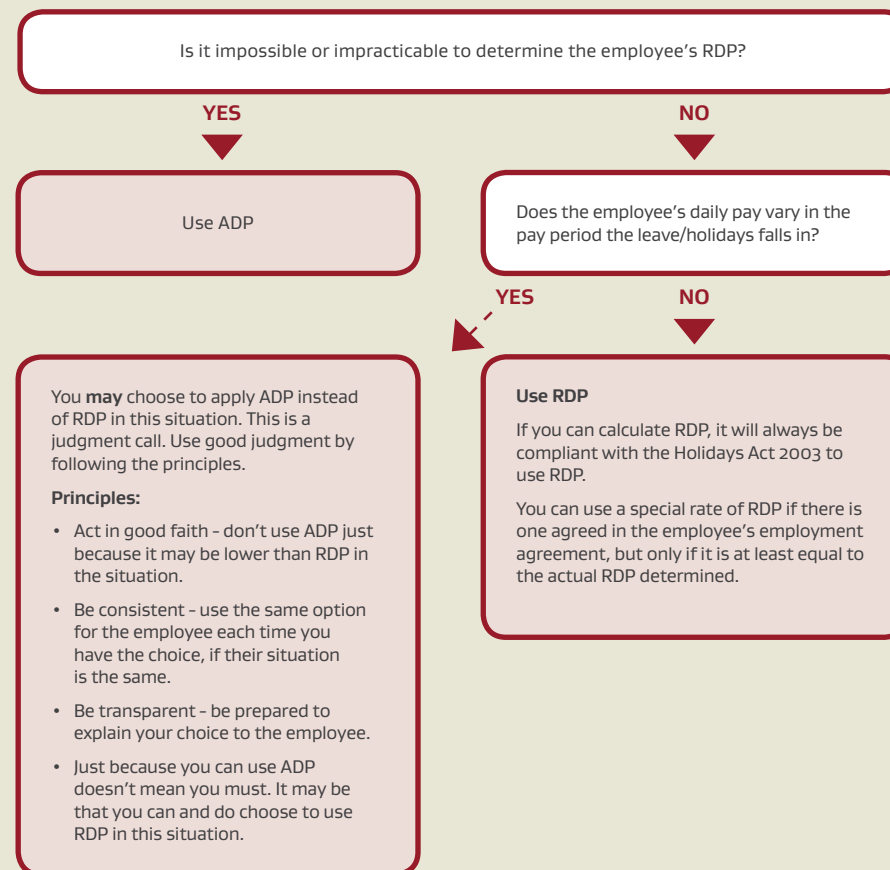 Is it impossible or impracticable to determine the employee's RDP?
YES
NO
Use ADP
Does the employee's daily pay vary in the
pay period the leave/holidays falls in?
YES
NO
You may choose to apply ADP instead
of RDP in this situation. This is a
judgment call. Use good judgment by
following the principles.
Principles:
• Act in good faith - don't use ADP just
because it may be lower than RDP in
the situation.
• Be consistent - use the same option
for the employee each time you
have the choice, if their situation
is the same.
• Be transparent - be prepared to
explain your choice to the employee.
• Just because you can use ADP
doesn't mean you must. It may be
that you can and do choose to use
RDP in this situation.
Use RDP
If you can calculate RDP, it will always be
compliant with the Holidays Act 2003 to
use RDP.
You can use a special rate of RDP if there is
one agreed in the employee's employment
agreement, but only if it is at least equal to
the actual RDP determined.